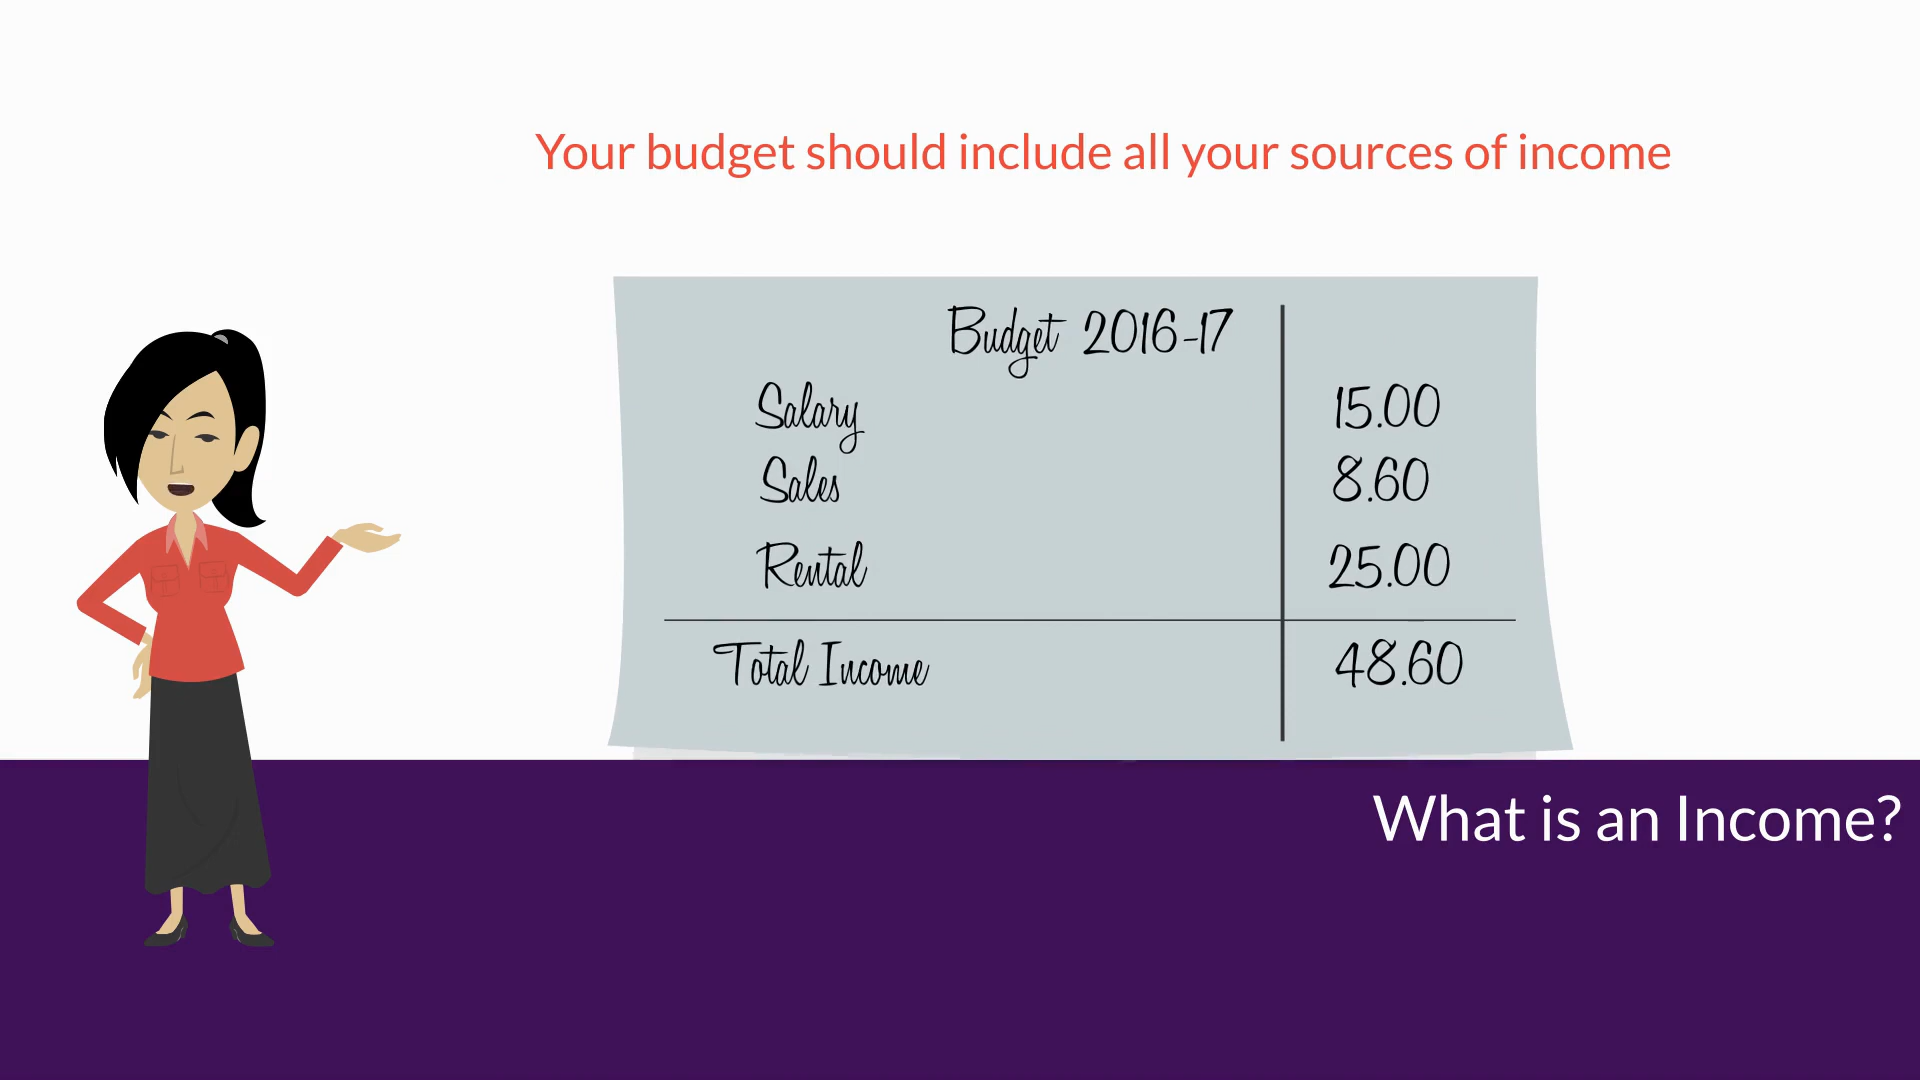 Your budget should include all your sources of income
Budget 2016-17
Salary 15.00
Sales 8.60
Rental 25.00
Total Income 48.60
What is an Income?